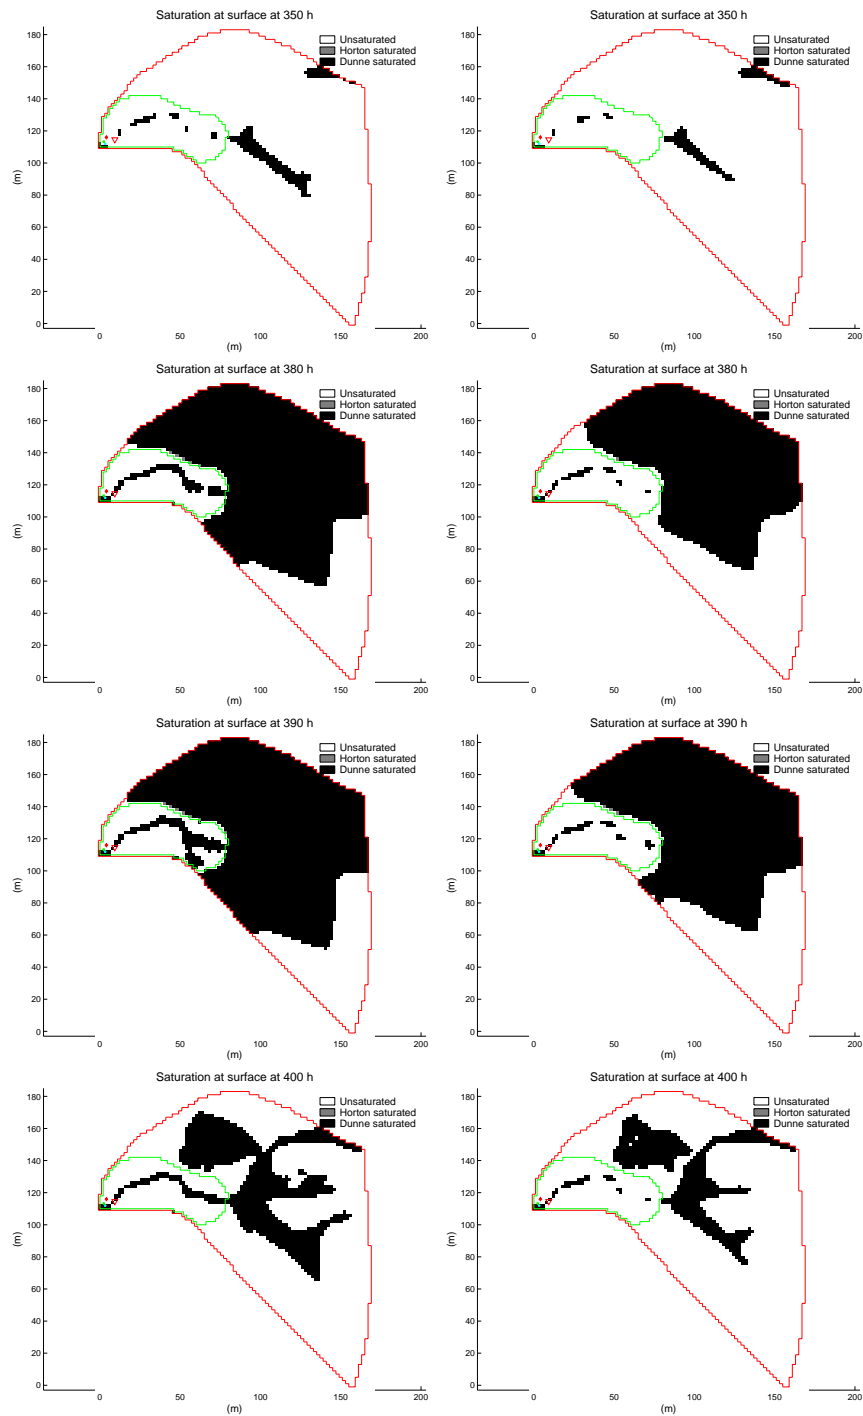 Saturation at surface at 350 h
Unsaturated
Horton saturated
Dunne saturated
180
160
140
120
100
80
60
40
20
0
(m)
0
50
100
150
200
(m)
Saturation at surface at 350 h
Unsaturated
Horton saturated
Dunne saturated
180
160
140
120
100
80
60
40
20
0
(m)
0
50
100
150
200
(m)
Saturation at surface at 380 h
Unsaturated
Horton saturated
Dunne saturated
180
160
140
120
100
80
60
40
20
0
(m)
0
50
100
150
200
(m)
Saturation at surface at 380 h
Unsaturated
Horton saturated
Dunne saturated
180
160
140
120
100
80
60
40
20
0
(m)
0
50
100
150
200
(m)
Saturation at surface at 390 h
Unsaturated
Horton saturated
Dunne saturated
180
160
140
120
100
80
60
40
20
0
(m)
0
50
100
150
200
(m)
Saturation at surface at 390 h
Unsaturated
Horton saturated
Dunne saturated
180
160
140
120
100
80
60
40
20
0
(m)
0
50
100
150
200
(m)
Saturation at surface at 400 h
Unsaturated
Horton saturated
Dunne saturated
180
160
140
120
100
80
60
40
20
0
(m)
0
50
100
150
200
(m)
Saturation at surface at 400 h
Unsaturated
Horton saturated
Dunne saturated
180
160
140
120
100
80
60
40
20
0
(m)
0
50
100
150
200
(m)